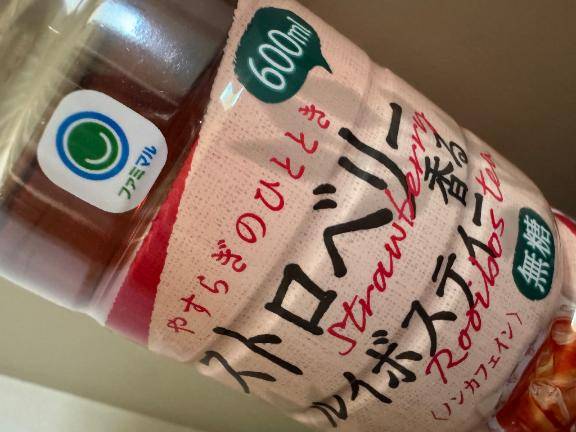 ファミマル
600ml
やすらぎのひととき
ストロベリー香る
Strawberry
ルイボスティー
Rooibos tea
〈ノンカフェイン〉
無糖